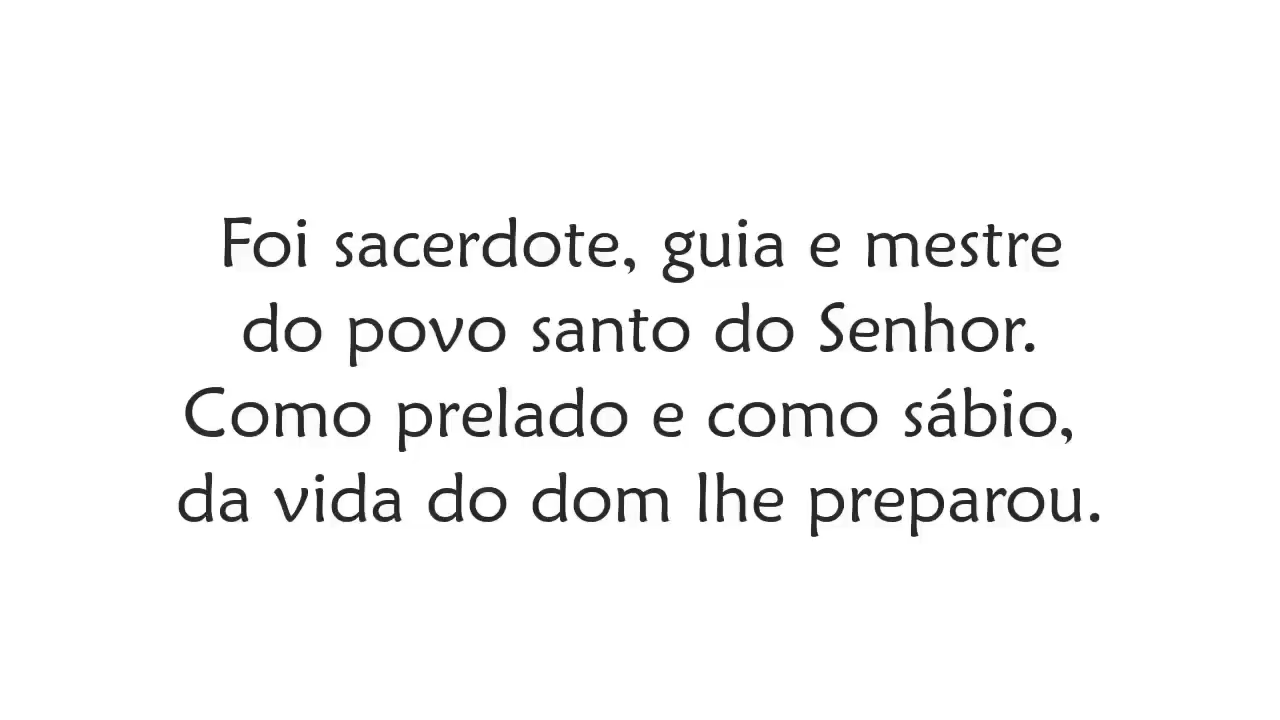 Foi sacerdote, guia e mestre
do povo santo do Senhor.
Como prelado e como sábio,
da vida do dom lhe preparou.